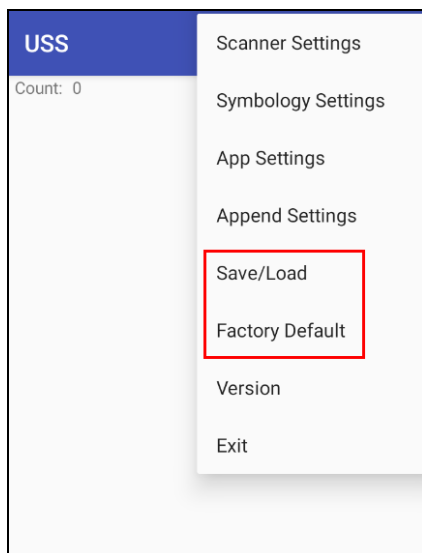 USS
Count: 0
Scanner Settings
Symbology Settings
App Settings
Append Settings
Save/Load
Factory Default
Version
Exit